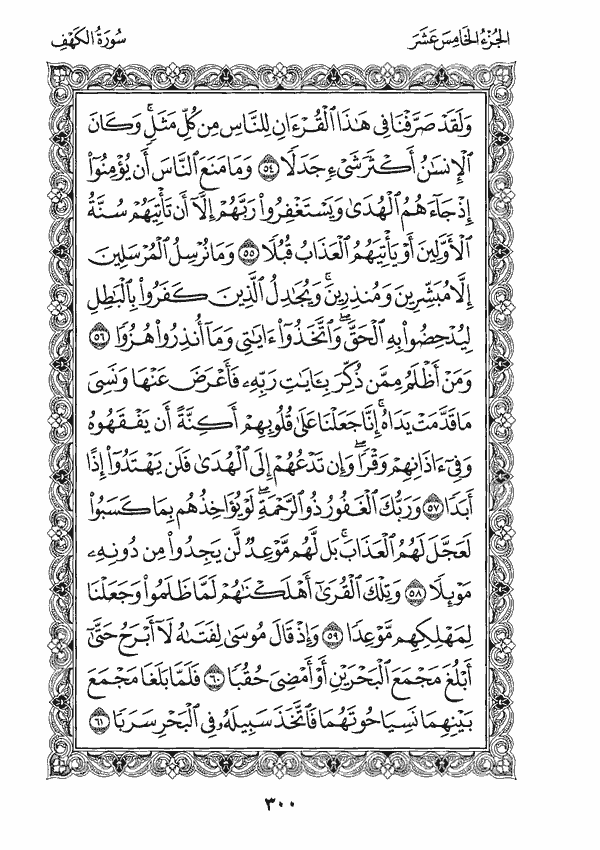 الجُزْءُ الخَامِسَ عَشَرَ
سُورَةُ الكَهْفِ
وَلَقَدْ صَرَّفْنَا فِى هَٰذَا ٱلْقُرْءَانِ لِلنَّاسِ مِن كُلِّ مَثَلٍۚ وَكَانَ
ٱلْإِنسَٰنُ أَكْثَرَ شَىْءٍ جَدَلًا ٥٤ وَمَا مَنَعَ ٱلنَّاسَ أَن يُؤْمِنُوٓا۟
إِذْ جَآءَهُمُ ٱلْهُدَىٰ وَيَسْتَغْفِرُوا۟ رَبَّهُمْ إِلَّآ أَن تَأْتِيَهُمْ سُنَّةُ
ٱلْأَوَّلِينَ أَوْ يَأْتِيَهُمُ ٱلْعَذَابُ قُبُلًا ٥٥ وَمَا نُرْسِلُ ٱلْمُرْسَلِينَ
إِلَّا مُبَشِّرِينَ وَمُنذِرِينَۚ وَيُجَٰدِلُ ٱلَّذِينَ كَفَرُوا۟ بِٱلْبَٰطِلِ
لِيُدْحِضُوا۟ بِهِ ٱلْحَقَّۖ وَٱتَّخَذُوٓا۟ ءَايَٰتِى وَمَآ أُنذِرُوا۟ هُزُوًا ٥٦
وَمَنْ أَظْلَمُ مِمَّن ذُكِّرَ بِـَٔايَٰتِ رَبِّهِۦ فَأَعْرَضَ عَنْهَا وَنَسِىَ
مَا قَدَّمَتْ يَدَاهُۚ إِنَّا جَعَلْنَا عَلَىٰ قُلُوبِهِمْ أَكِنَّةً أَن يَفْقَهُوهُ
وَفِىٓ ءَاذَانِهِمْ وَقْرًاۖ وَإِن تَدْعُهُمْ إِلَى ٱلْهُدَىٰ فَلَن يَهْتَدُوٓا۟ إِذًا
أَبَدًا ٥٧ وَرَبُّكَ ٱلْغَفُورُ ذُو ٱلرَّحْمَةِۖ لَوْ يُؤَاخِذُهُم بِمَا كَسَبُوا۟
لَعَجَّلَ لَهُمُ ٱلْعَذَابَۚ بَل لَّهُم مَّوْعِدٌ لَّن يَجِدُوا۟ مِن دُونِهِۦ
مَوْئِلًا ٥٨ وَتِلْكَ ٱلْقُرَىٰٓ أَهْلَكْنَٰهُمْ لَمَّا ظَلَمُوا۟ وَجَعَلْنَا
لِمَهْلِكِهِم مَّوْعِدًا ٥٩ وَإِذْ قَالَ مُوسَىٰ لِفَتَىٰهُ لَآ أَبْرَحُ حَتَّىٰٓ
أَبْلُغَ مَجْمَعَ ٱلْبَحْرَيْنِ أَوْ أَمْضِىَ حُقُبًا ٦٠ فَلَمَّا بَلَغَا مَجْمَعَ
بَيْنِهِمَا نَسِيَا حُوتَهُمَا فَٱتَّخَذَ سَبِيلَهُۥ فِى ٱلْبَحْرِ سَرَبًا ٦١
٣٠٠